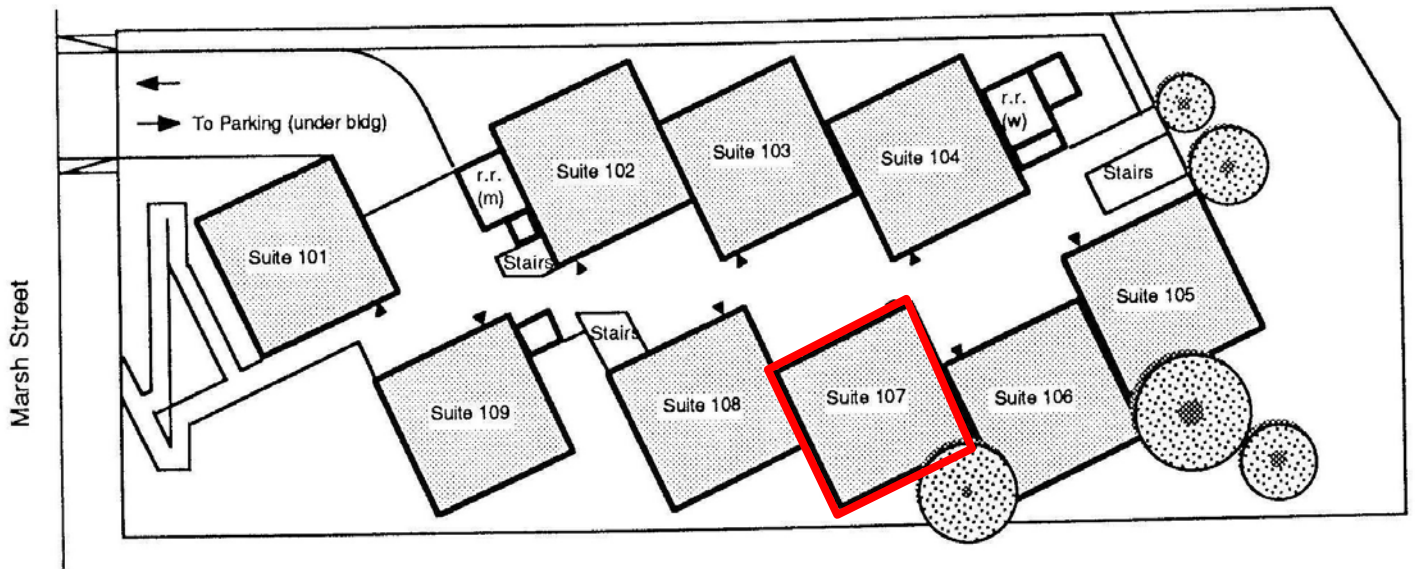 To Parking (under bldg)
r.r.
(w)
Suite 103
Suite 104
Suite 102
Stairs
r.r.
(m)
Suite 101
Stairs
Suite 105
Marsh Street
Stairs
Suite 107
Suite 106
Suite 108
Suite 109